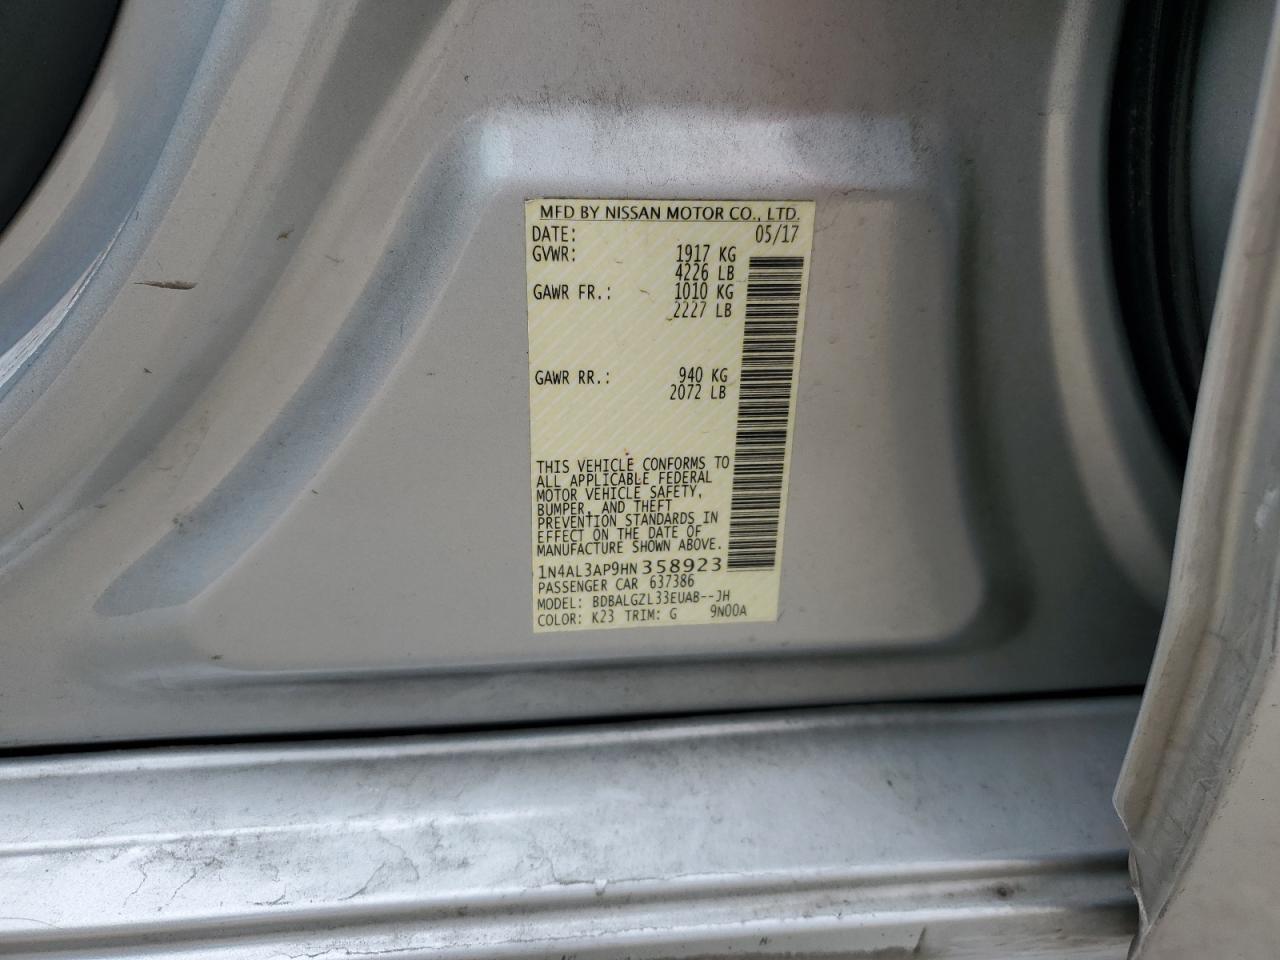 MFD BY NISSAN MOTOR CO., LTD.
DATE: 05/17
GVWR: 1917 KG
4226 LB
GAWR FR.: 1010 KG
2227 LB
GAWR RR.: 940 KG
2072 LB
THIS VEHICLE CONFORMS TO
ALL APPLICABLE FEDERAL
MOTOR VEHICLE SAFETY,
BUMPER, AND THEFT
PREVENTION STANDARDS IN
EFFECT ON THE DATE OF
MANUFACTURE SHOWN ABOVE.
1N4AL3AP9HN358923
PASSENGER CAR 637386
MODEL: BDBALGZL33EUAB--JH
COLOR: K23 TRIM: G 9N00A